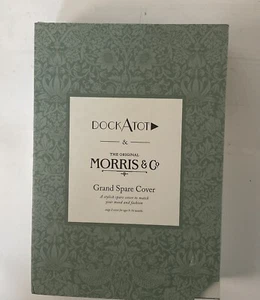 DOCKATOT
&
THE ORIGINAL
MORRIS & Co
Grand Spare Cover
A stylish spare cover to match
your mood and fashion